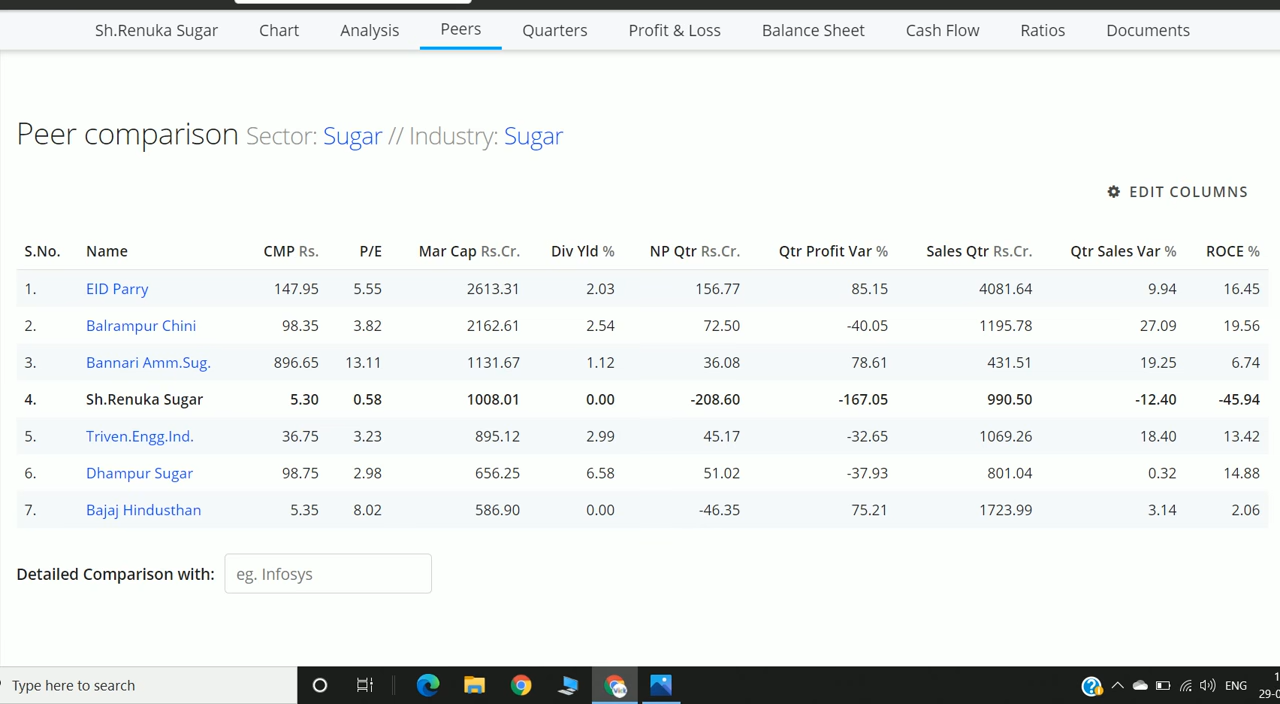 Sh.Renuka Sugar Chart Analysis Peers Quarters Profit & Loss Balance Sheet Cash Flow Ratios Documents
Peer comparison Sector: Sugar // Industry: Sugar
EDIT COLUMNS
S.No. Name CMP Rs. P/E Mar Cap Rs.Cr. Div Yld % NP Qtr Rs.Cr. Qtr Profit Var % Sales Qtr Rs.Cr. Qtr Sales Var % ROCE %
1. EID Parry 147.95 5.55 2613.31 2.03 156.77 85.15 4081.64 9.94 16.45
2. Balrampur Chini 98.35 3.82 2162.61 2.54 72.50 -40.05 1195.78 27.09 19.56
3. Bannari Amm.Sug. 896.65 13.11 1131.67 1.12 36.08 78.61 431.51 19.25 6.74
4. Sh.Renuka Sugar 5.30 0.58 1008.01 0.00 -208.60 -167.05 990.50 -12.40 -45.94
5. Triven.Engg.Ind. 36.75 3.23 895.12 2.99 45.17 -32.65 1069.26 18.40 13.42
6. Dhampur Sugar 98.75 2.98 656.25 6.58 51.02 -37.93 801.04 0.32 14.88
7. Bajaj Hindusthan 5.35 8.02 586.90 0.00 -46.35 75.21 1723.99 3.14 2.06
Detailed Comparison with: eg. Infosys
Type here to search ENG